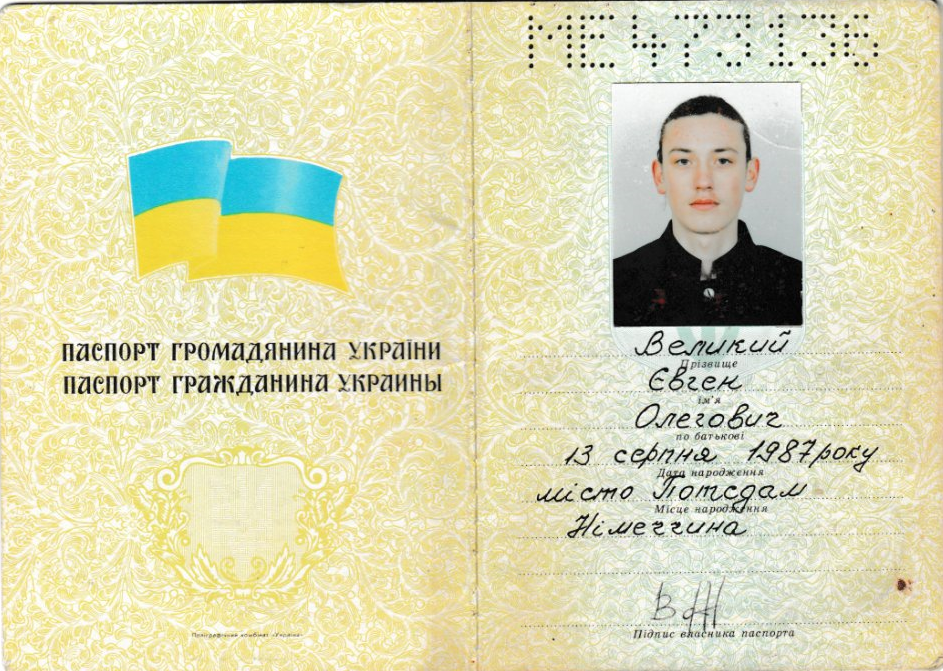 ПАСПОРТ ГРОМАДЯНИНА УКРАЇНИ
ПАСПОРТ ГРАЖДАНИНА УКРАИНЫ
Поліграфічний комбінат «Україна»
МЕ473136
Великий
Прізвище
Євген
ім'я
Олегович
по батькові
13 серпня 1987 року
Дата народження
місто Потсдам
Місце народження
Німеччина
Підпис власника паспорта